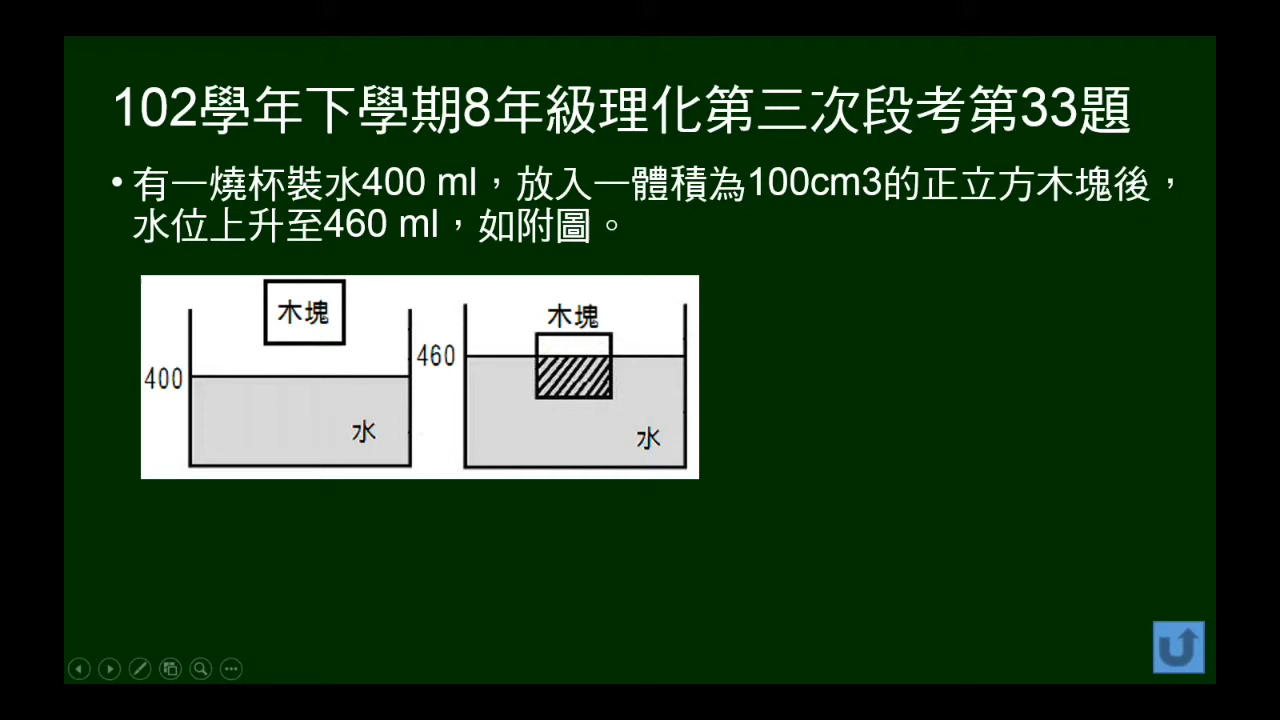 102學年下學期8年級理化第三次段考第33題
• 有一燒杯裝水400 ml，放入一體積為100cm3的正立方木塊後，
水位上升至460 ml，如附圖。
木塊
400
水
木塊
460
水